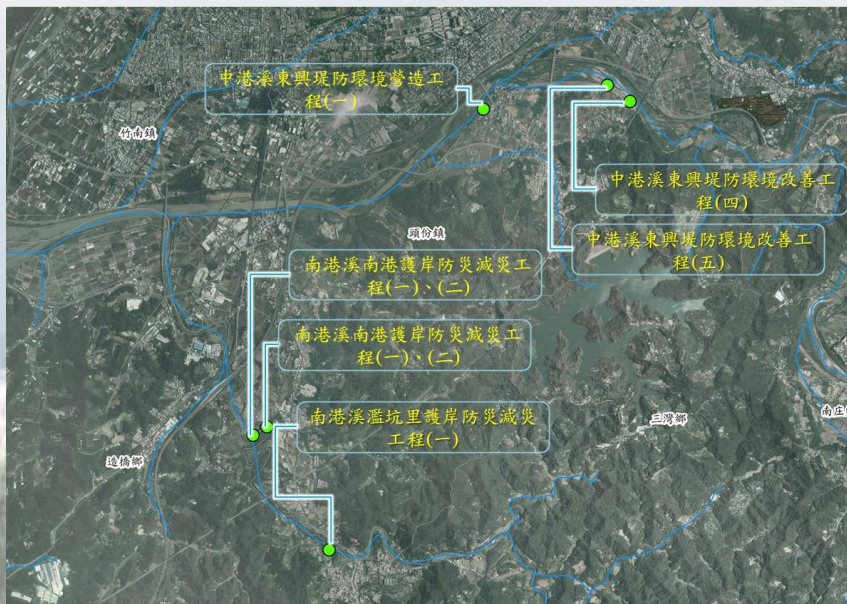 中港溪東興堤防環境營造工
程(一)
竹南鎮
中港溪東興堤防環境改善工
程(四)
頭份鎮
中港溪東興堤防環境改善工
程(五)
南港溪南港護岸防災減災工
程(一)、(二)
南港溪南港護岸防災減災工
程(一)、(二)
南港溪濫坑里護岸防災減災
工程(一)
三灣鄉
南庄
造橋鄉